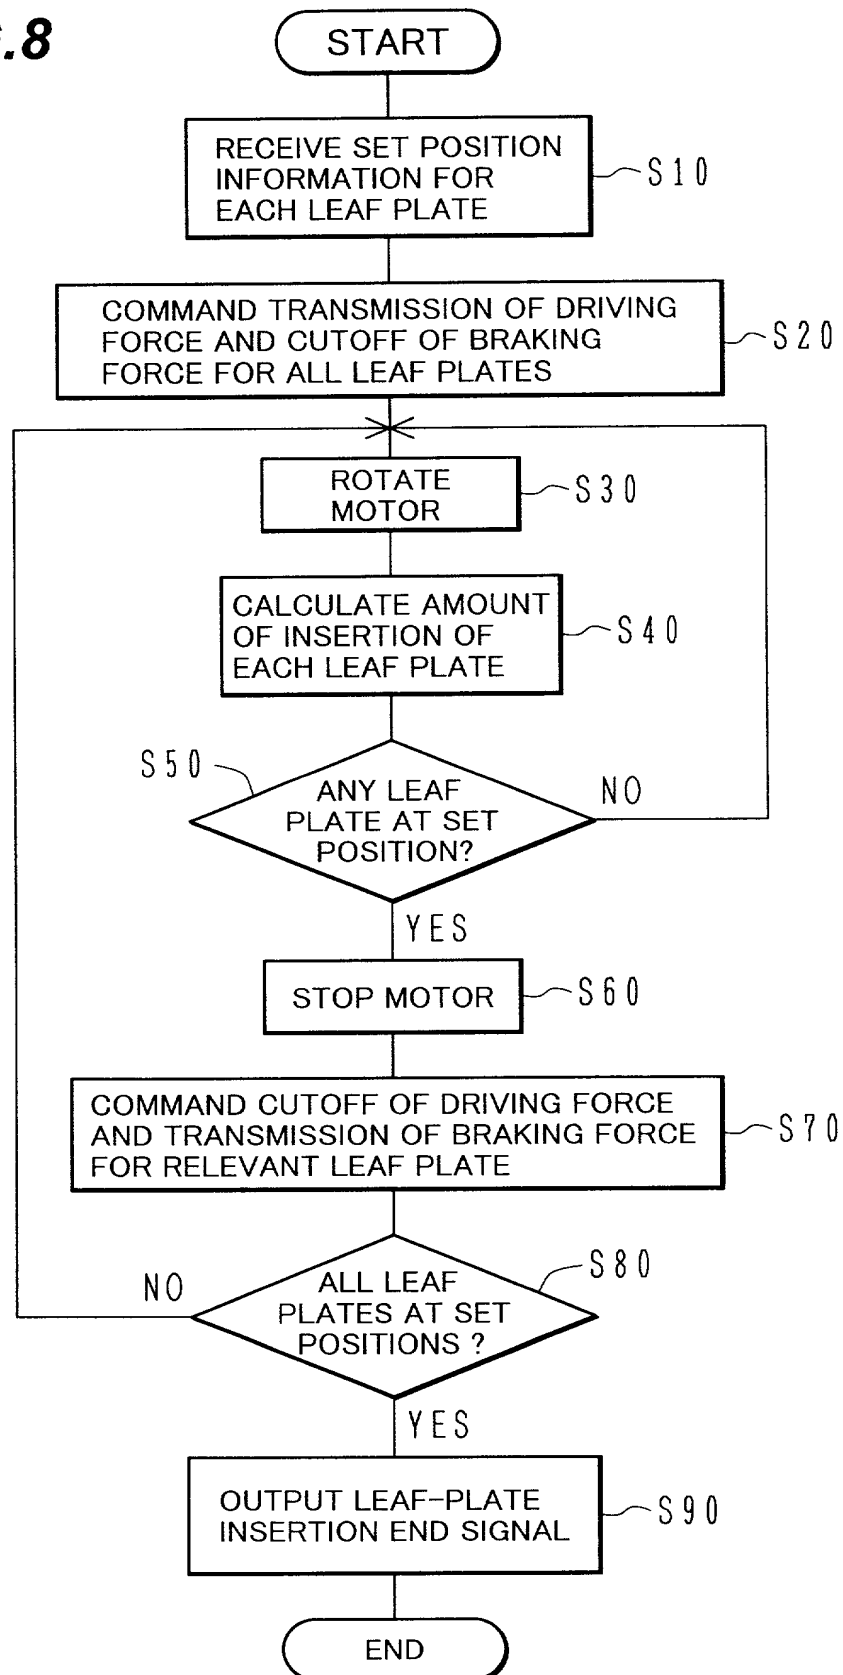 .8
START
RECEIVE SET POSITION
INFORMATION FOR
EACH LEAF PLATE
S10
COMMAND TRANSMISSION OF DRIVING
FORCE AND CUTOFF OF BRAKING
FORCE FOR ALL LEAF PLATES
S20
ROTATE
MOTOR
S30
CALCULATE AMOUNT
OF INSERTION OF
EACH LEAF PLATE
S40
S50
ANY LEAF
PLATE AT SET
POSITION?
NO
YES
STOP MOTOR
S60
COMMAND CUTOFF OF DRIVING FORCE
AND TRANSMISSION OF BRAKING FORCE
FOR RELEVANT LEAF PLATE
S70
NO
ALL LEAF
PLATES AT SET
POSITIONS ?
S80
YES
OUTPUT LEAF-PLATE
INSERTION END SIGNAL
S90
END